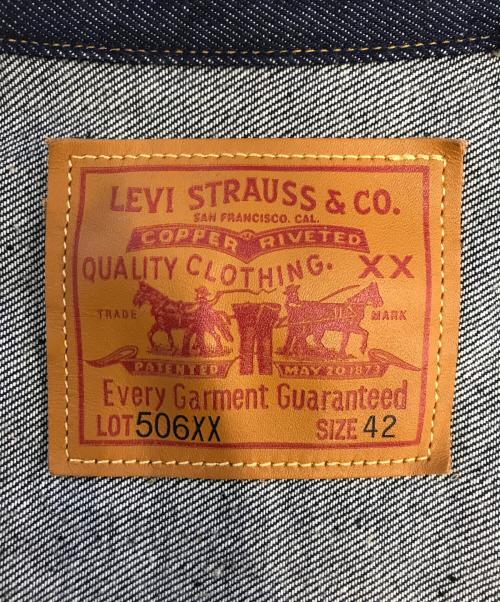 LEVI STRAUSS & CO.
SAN FRANCISCO. CAL.
COPPER RIVETED
QUALITY CLOTHING. XX
TRADE MARK
PATENTED MAY 20 1873
Every Garment Guaranteed
LOT 506XX SIZE 42